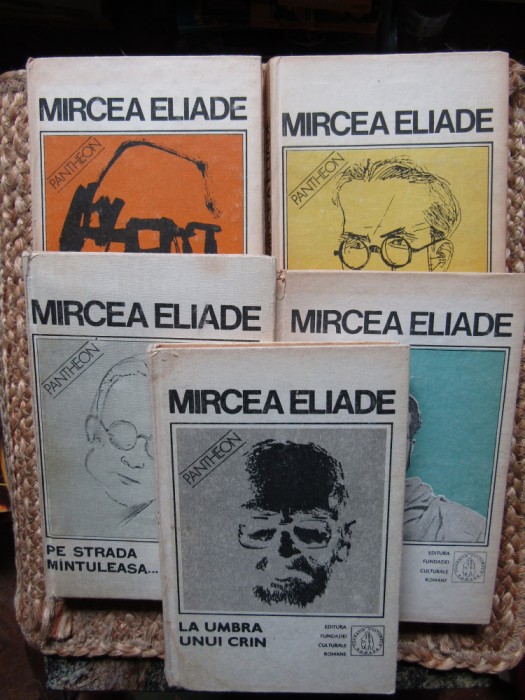 MIRCEA ELIADE
PANTHEON
MIRCEA ELIADE
PANTHEON
MIRCEA ELIADE
PANTHEON
PE STRADA
MÎNTULEASA...
MIRCEA ELIADE
EDITURA
FUNDAȚIEI
CULTURALE
ROMÂNE
MIRCEA ELIADE
PANTHEON
LA UMBRA
UNUI CRIN
EDITURA
FUNDAȚIEI
CULTURALE
ROMÂNE